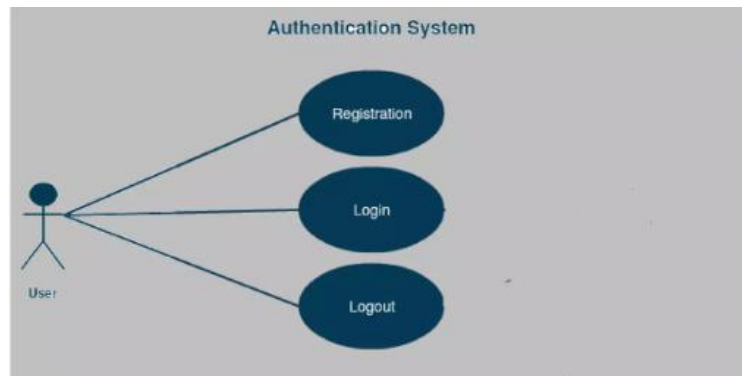 Authentication System
Registration
Login
Logout
User